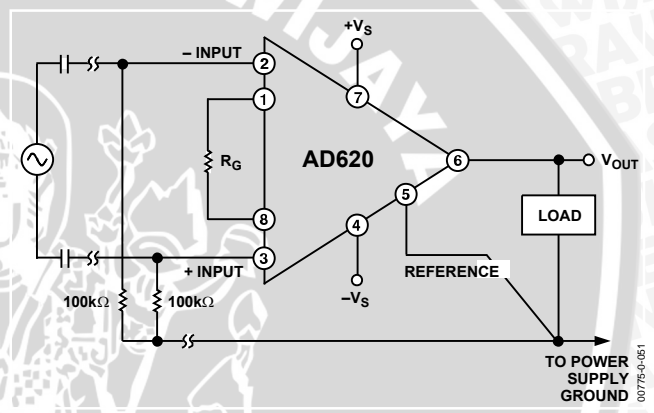 +VS
– INPUT
2
1
7
RG
AD620
6
VOUT
5
LOAD
8
4
3
+ INPUT
REFERENCE
100kΩ
100kΩ
–VS
TO POWER
SUPPLY
GROUND
00775-0-051
WIJAYA